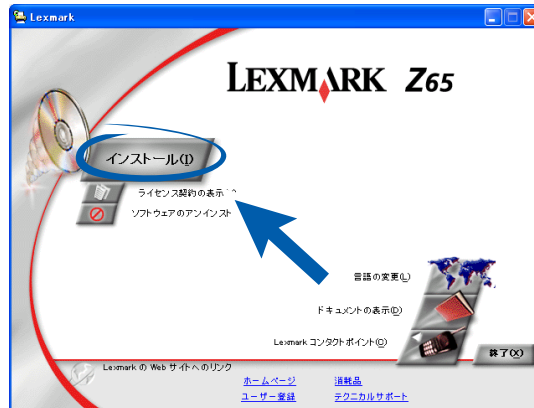 Lexmark
LEXMARK Z65
インストール(I)
ライセンス契約の表示
ソフトウェアのアンインスト
言語の変更(L)
ドキュメントの表示(D)
Lexmark コンタクトポイント(O)
終了(X)
Lexmark の Web サイトへのリンク
ホームページ 消耗品
ユーザー登録 テクニカルサポート